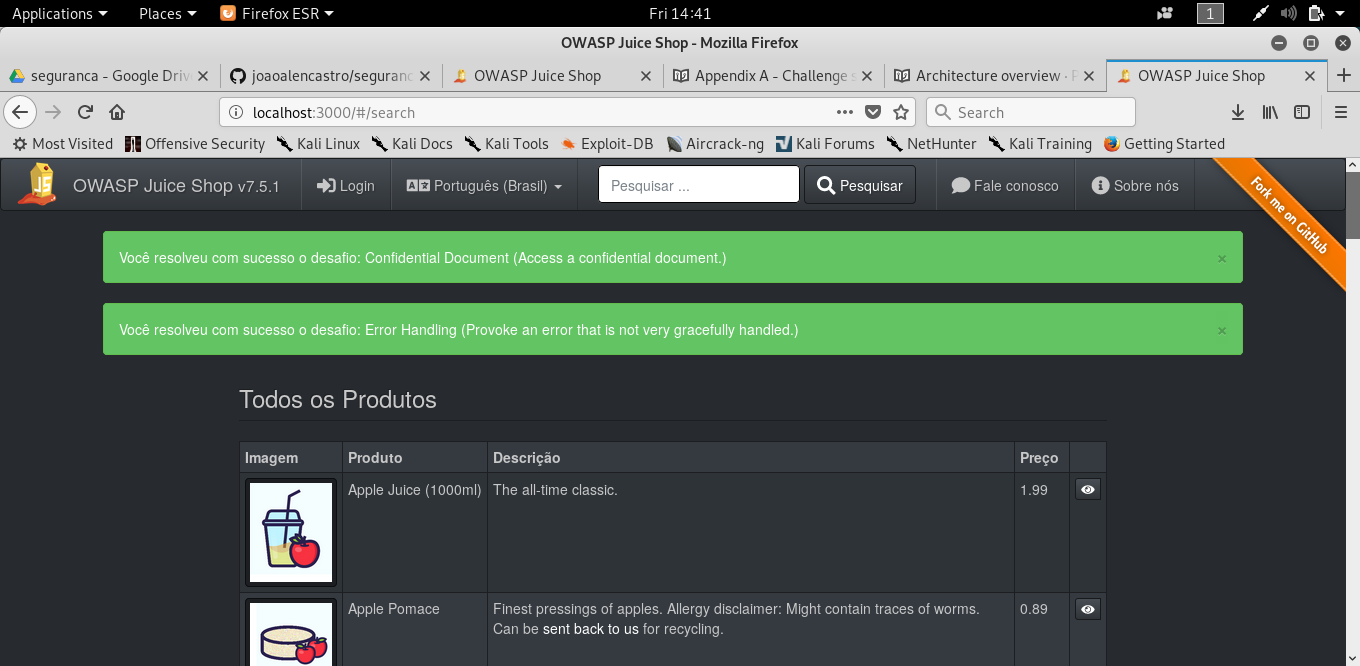 Applications Places Firefox ESR Fri 14:41 1
OWASP Juice Shop - Mozilla Firefox
seguranca - Google Driv joaoalencastro/seguranc OWASP Juice Shop Appendix A - Challenge s Architecture overview · P OWASP Juice Shop
localhost:3000/#/search Search
Most Visited Offensive Security Kali Linux Kali Docs Kali Tools Exploit-DB Aircrack-ng Kali Forums NetHunter Kali Training Getting Started
JS OWASP Juice Shop v7.5.1 Login Português (Brasil) Pesquisar ... Pesquisar Fale conosco Sobre nós
Fork me on GitHub
Você resolveu com sucesso o desafio: Confidential Document (Access a confidential document.) ×
Você resolveu com sucesso o desafio: Error Handling (Provoke an error that is not very gracefully handled.) ×
Todos os Produtos
Imagem Produto Descrição Preço
Apple Juice (1000ml) The all-time classic. 1.99
Apple Pomace Finest pressings of apples. Allergy disclaimer: Might contain traces of worms. 0.89
Can be sent back to us for recycling.